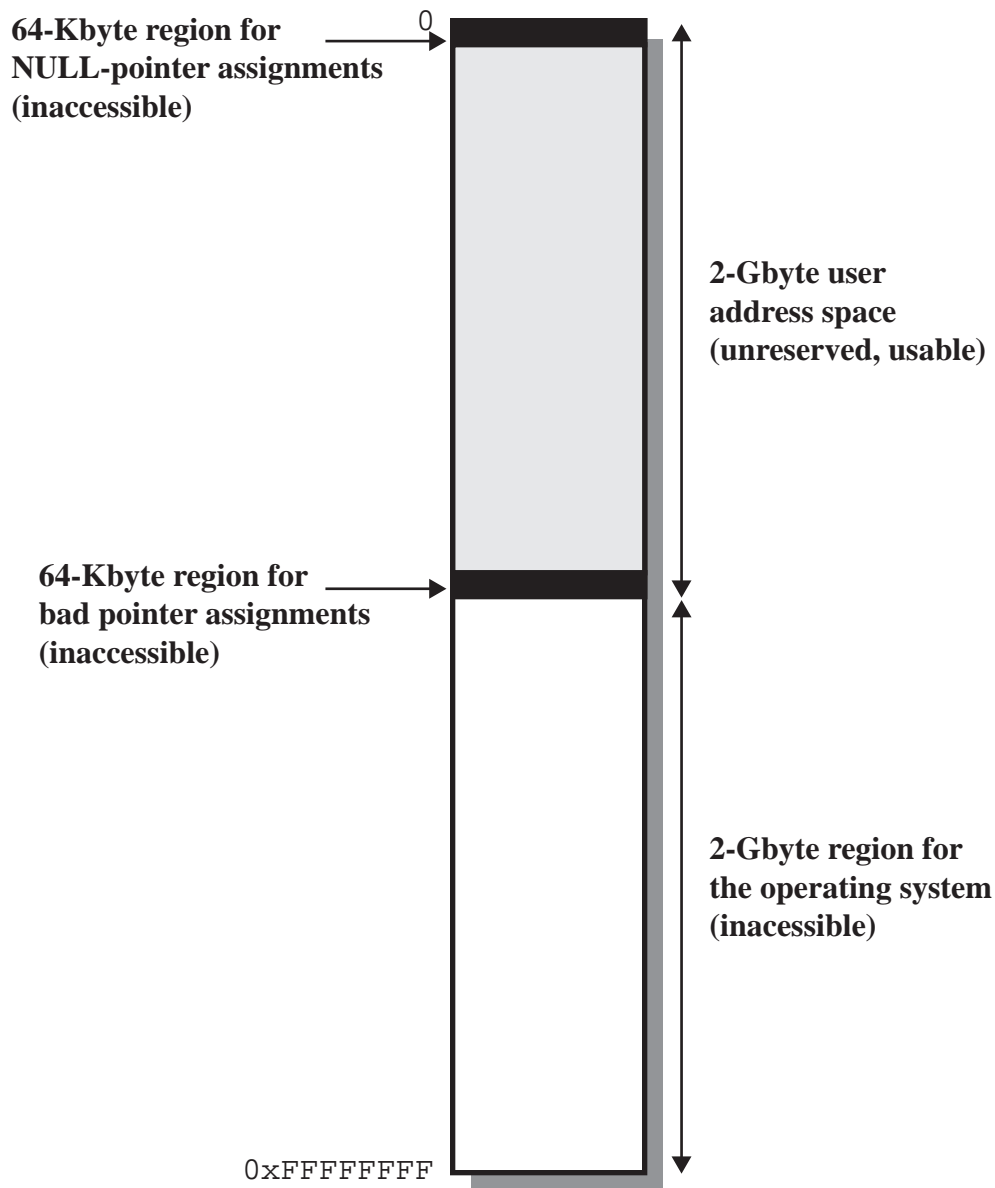 0
64-Kbyte region for
NULL-pointer assignments
(inaccessible)
2-Gbyte user
address space
(unreserved, usable)
64-Kbyte region for
bad pointer assignments
(inaccessible)
2-Gbyte region for
the operating system
(inacessible)
0xFFFFFFFF